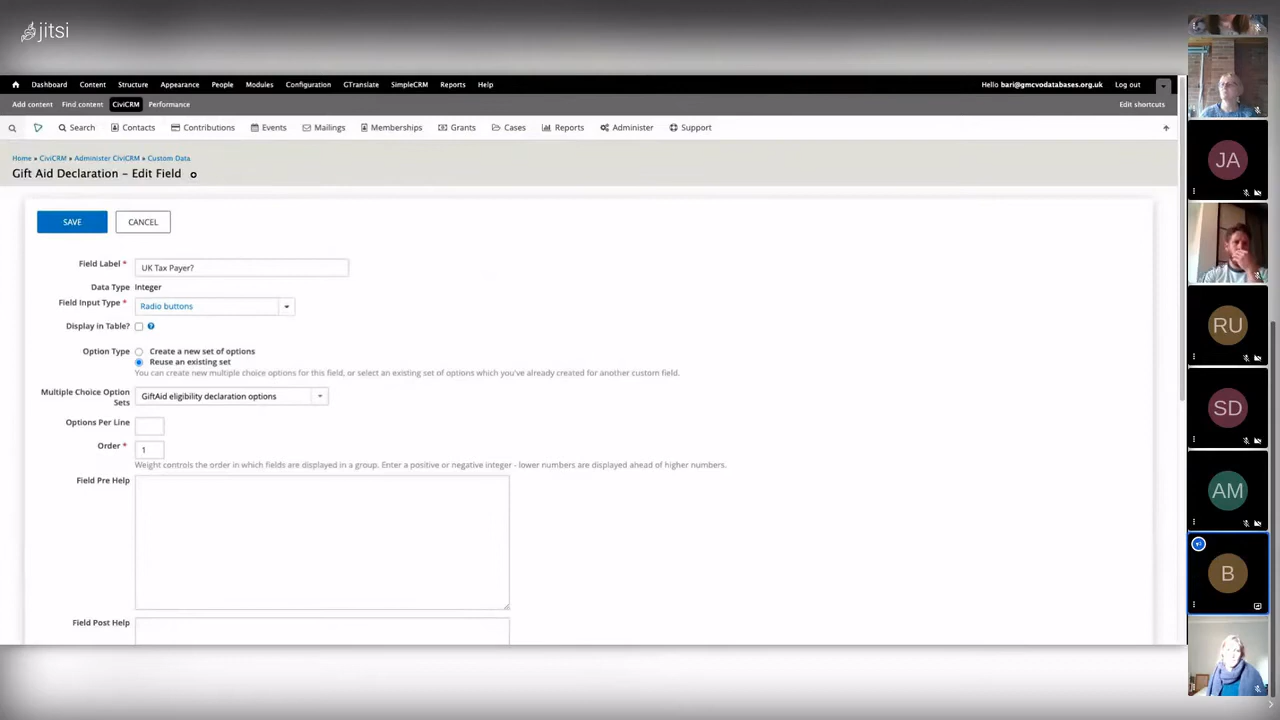 jitsi
Dashboard Content Structure Appearance People Modules Configuration GTranslate SimpleCRM Reports Help
Hello bari@gmcvodatabases.org.uk Log out
Add content Find content CiviCRM Performance
Edit shortcuts
Search Contacts Contributions Events Mailings Memberships Grants Cases Reports Administer Support
Home » CiviCRM » Administer CiviCRM » Custom Data
Gift Aid Declaration - Edit Field
SAVE CANCEL
Field Label * UK Tax Payer?
Data Type Integer
Field Input Type * Radio buttons
Display in Table?
Option Type Create a new set of options
Reuse an existing set
You can create new multiple choice options for this field, or select an existing set of options which you've already created for another custom field.
Multiple Choice Option
Sets
GiftAid eligibility declaration options
Options Per Line
Order * 1
Weight controls the order in which fields are displayed in a group. Enter a positive or negative integer - lower numbers are displayed ahead of higher numbers.
Field Pre Help
Field Post Help
JA
RU
SD
AM
B